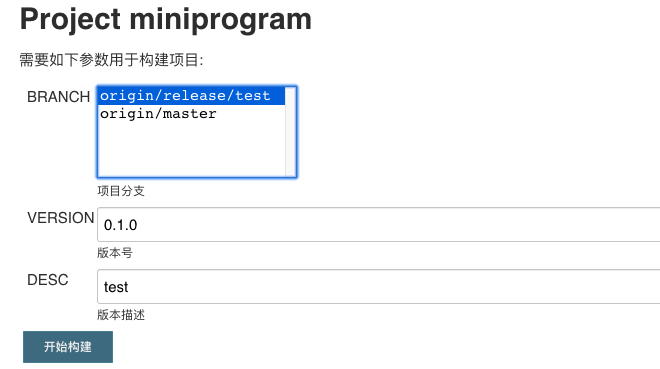 Project miniprogram
需要如下参数用于构建项目:
BRANCH
origin/release/test
origin/master
项目分支
VERSION
0.1.0
版本号
DESC
test
版本描述
开始构建